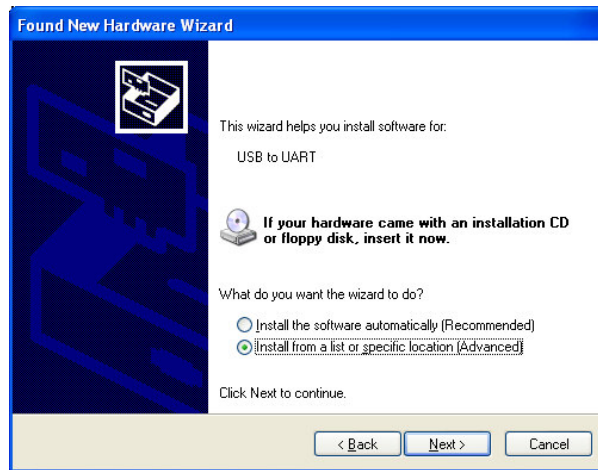 Found New Hardware Wizard
This wizard helps you install software for:
USB to UART
If your hardware came with an installation CD
or floppy disk, insert it now.
What do you want the wizard to do?
Install the software automatically (Recommended)
Install from a list or specific location (Advanced)
Click Next to continue.
< Back
Next >
Cancel